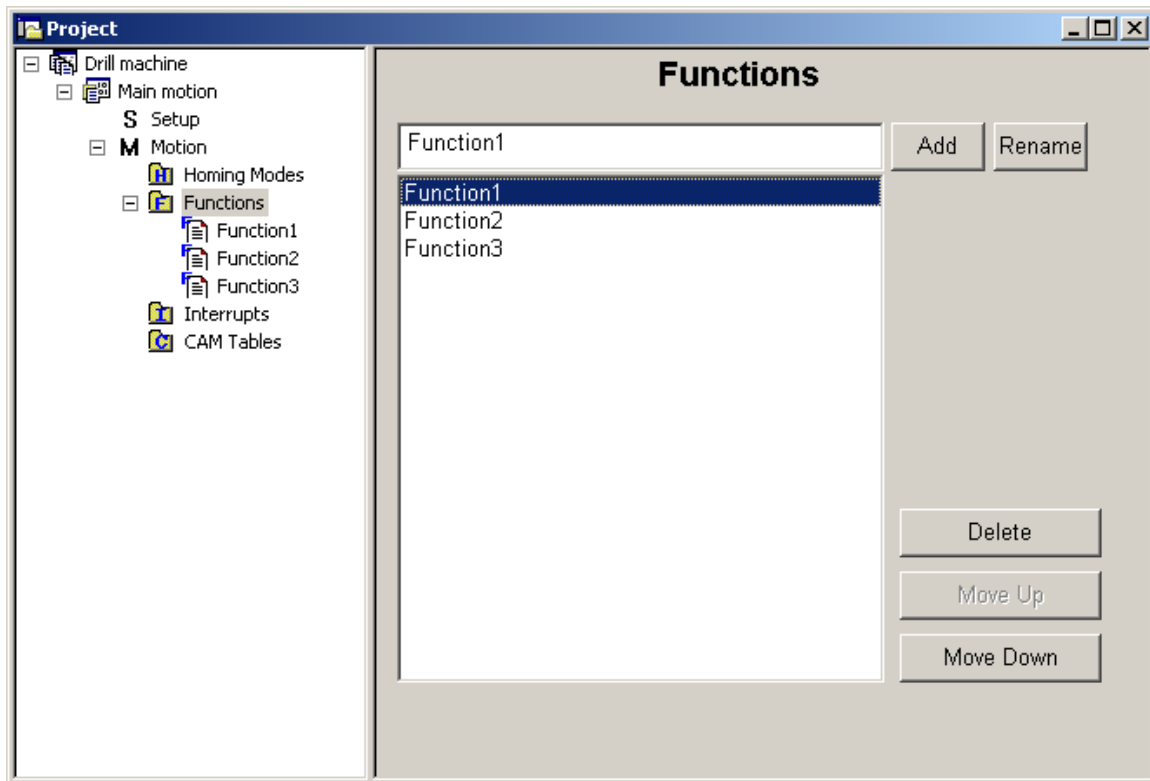 Project
Drill machine
Main motion
S Setup
M Motion
H Homing Modes
F Functions
F Function1
F Function2
F Function3
I Interrupts
C CAM Tables
Functions
Function1
Add
Rename
Function1
Function2
Function3
Delete
Move Up
Move Down